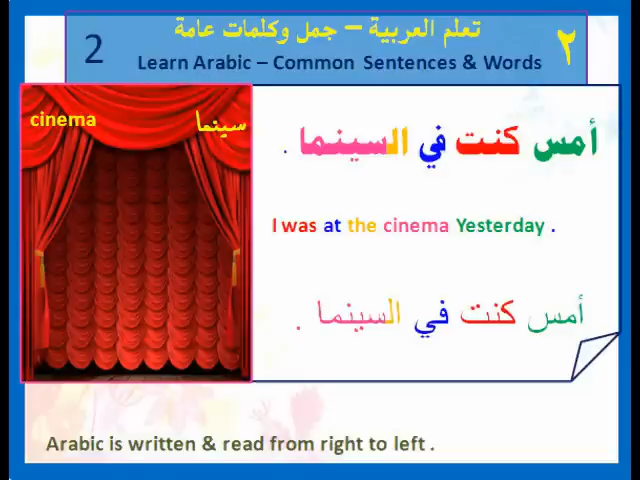 تعلم العربية – جمل وكلمات عامة
٢
2
Learn Arabic – Common Sentences & Words
cinema
سينما
أمس كنت في السينما .
I was at the cinema Yesterday .
أمس كنت في السينما .
Arabic is written & read from right to left .